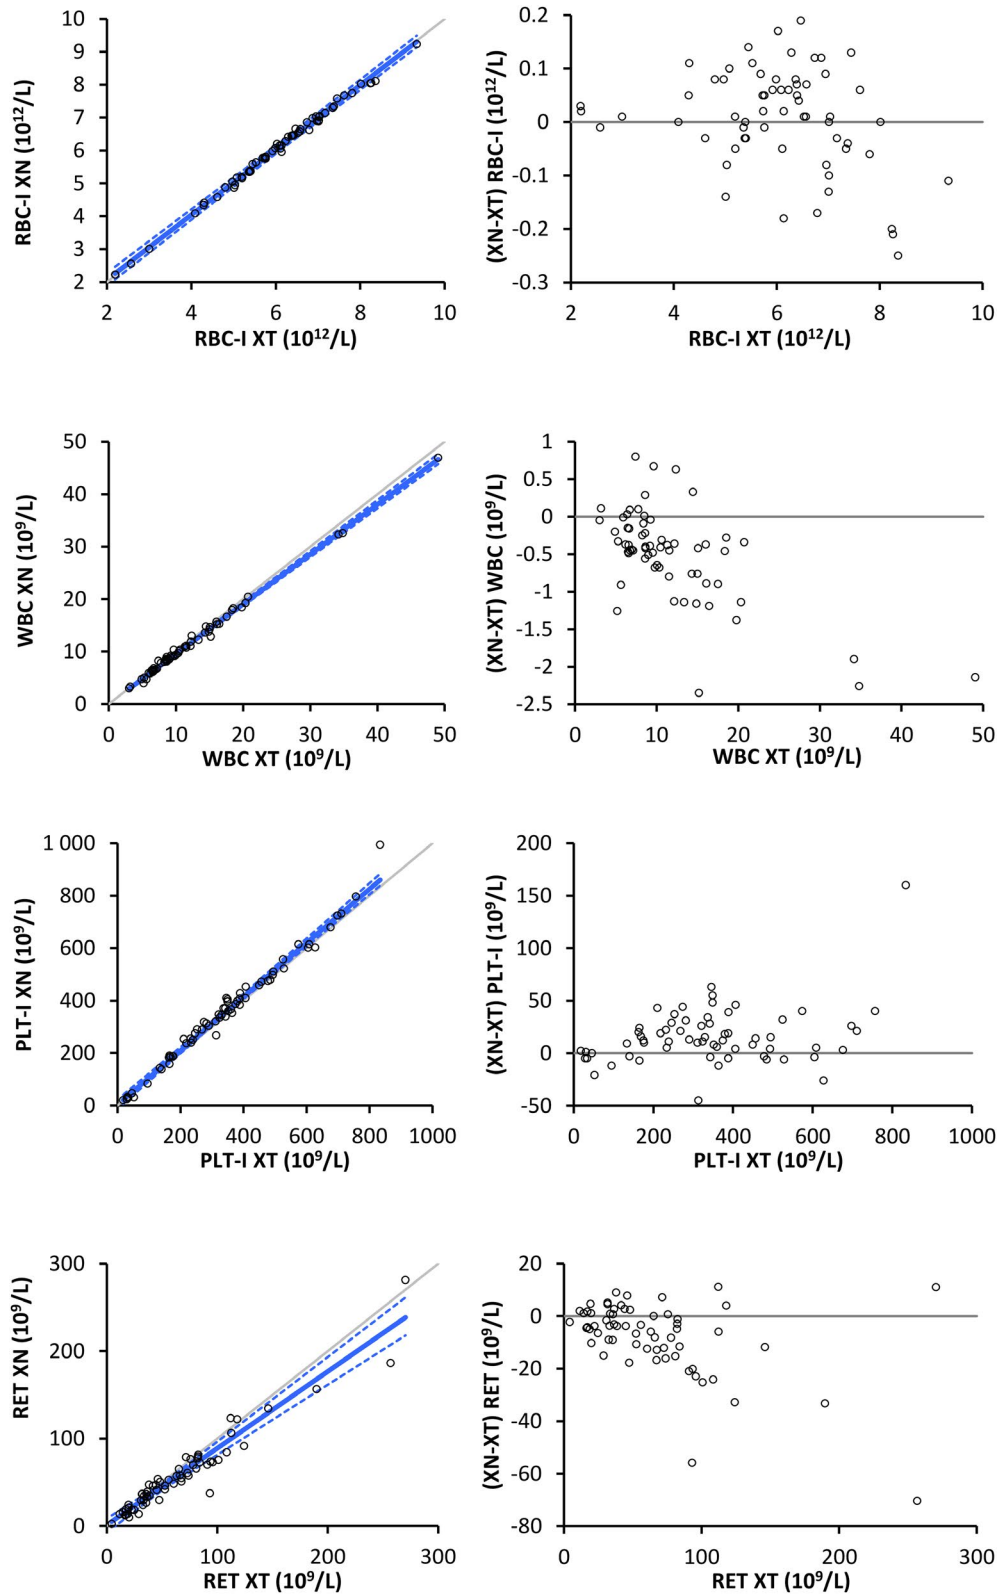 10
9
8
7
6
5
4
3
2
2 4 6 8 10
RBC-I XN (10¹²/L)
RBC-I XT (10¹²/L)
0.2
0.1
0
-0.1
-0.2
-0.3
2 4 6 8 10
(XN-XT) RBC-I (10¹²/L)
RBC-I XT (10¹²/L)
50
40
30
20
10
0
0 10 20 30 40 50
WBC XN (10⁹/L)
WBC XT (10⁹/L)
1
0.5
0
-0.5
-1
-1.5
-2
-2.5
0 10 20 30 40 50
(XN-XT) WBC (10⁹/L)
WBC XT (10⁹/L)
1 000
800
600
400
200
0
0 200 400 600 800 1000
PLT-I XN (10⁹/L)
PLT-I XT (10⁹/L)
200
150
100
50
0
-50
0 200 400 600 800 1000
(XN-XT) PLT-I (10⁹/L)
PLT-I XT (10⁹/L)
300
200
100
0
0 100 200 300
RET XN (10⁹/L)
RET XT (10⁹/L)
20
0
-20
-40
-60
-80
0 100 200 300
(XN-XT) RET (10⁹/L)
RET XT (10⁹/L)